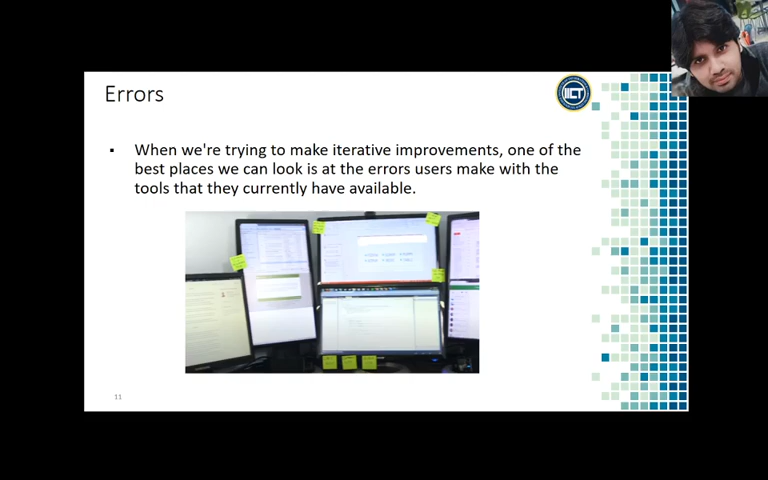 Errors
IICT
▪ When we're trying to make iterative improvements, one of the
best places we can look is at the errors users make with the
tools that they currently have available.
11